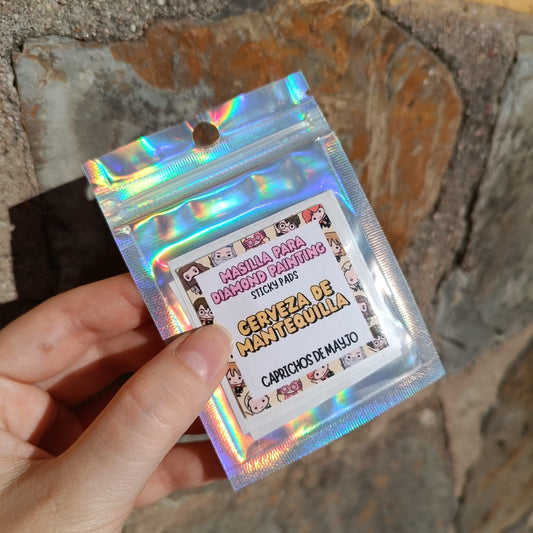 MASILLA PARA
DIAMOND PAINTING
STICKY PADS
CERVEZA DE
MANTEQUILLA
CAPRICHOS DE MAYJO